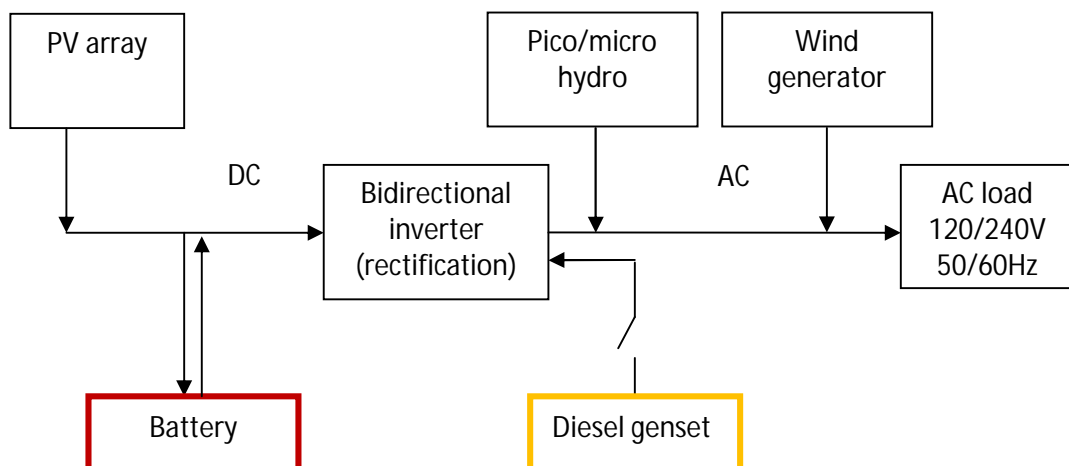 PV array
Pico/micro
hydro
Wind
generator
DC
Bidirectional
inverter
(rectification)
AC
AC load
120/240V
50/60Hz
Battery
Diesel genset